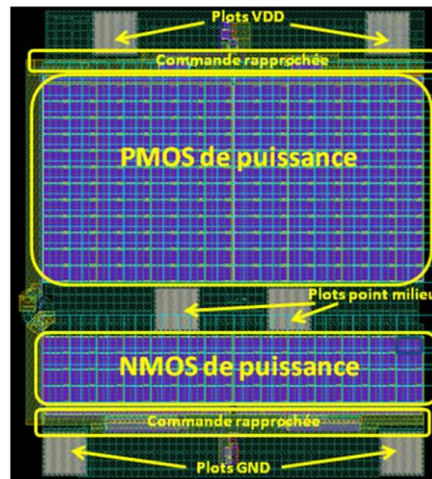 Plots VDD
Commande rapprochée
PMOS de puissance
Plots point milieu
NMOS de puissance
Commande rapprochée
Plots GND